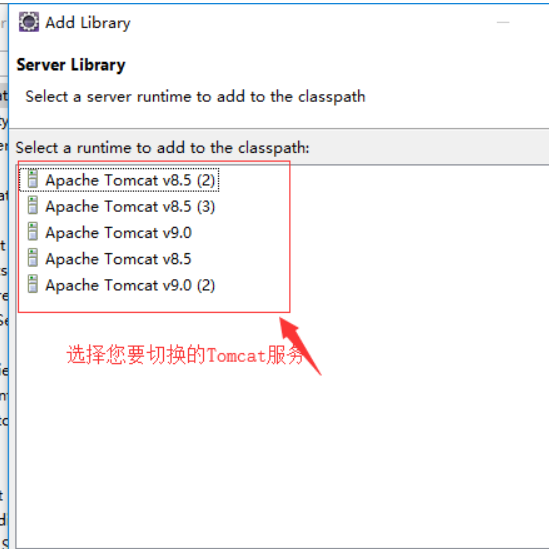 Add Library
Server Library
Select a server runtime to add to the classpath
Select a runtime to add to the classpath:
Apache Tomcat v8.5 (2)
Apache Tomcat v8.5 (3)
Apache Tomcat v9.0
Apache Tomcat v8.5
Apache Tomcat v9.0 (2)
选择您要切换的Tomcat服务